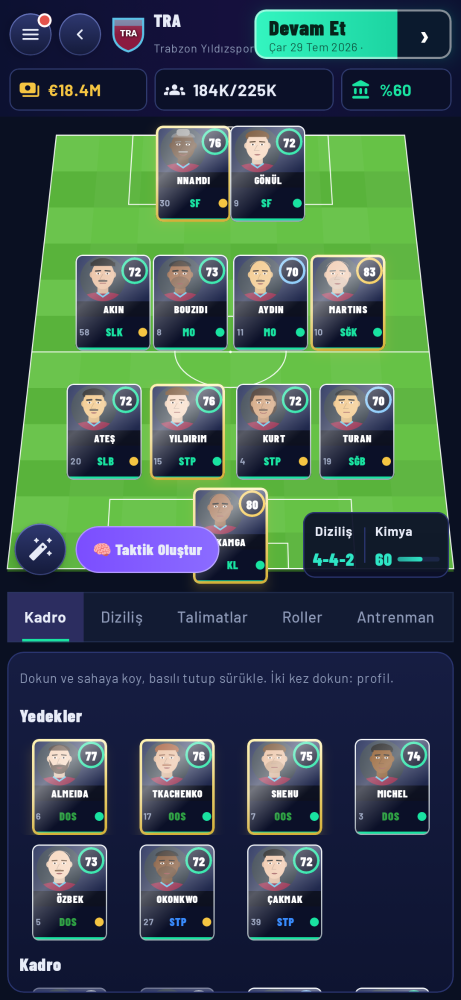 TRA
TRA
Trabzon Yıldızspor
Devam Et
Çar 29 Tem 2026 ·
€18.4M
184K/225K
%60
76
NNAMDI
30 SF
72
GÖNÜL
9 SF
72
AKIN
58 SLK
73
BOUZIDI
8 MO
70
AYDIN
11 MO
83
MARTINS
10 SĞK
72
ATEŞ
20 SLB
76
YILDIRIM
15 STP
72
KURT
4 STP
70
TURAN
19 SĞB
80
KAMGA
KL
🧠 Taktik Oluştur
Diziliş
4-4-2
Kimya
60
Kadro
Diziliş
Talimatlar
Roller
Antrenman
Dokun ve sahaya koy, basılı tutup sürükle. İki kez dokun: profil.
Yedekler
77
ALMEIDA
6 DOS
76
TKACHENKO
17 OOS
75
SHEHU
7 OOS
74
MICHEL
3 DOS
73
ÖZBEK
5 DOS
72
OKONKWO
27 STP
72
ÇAKMAK
39 STP
Kadro